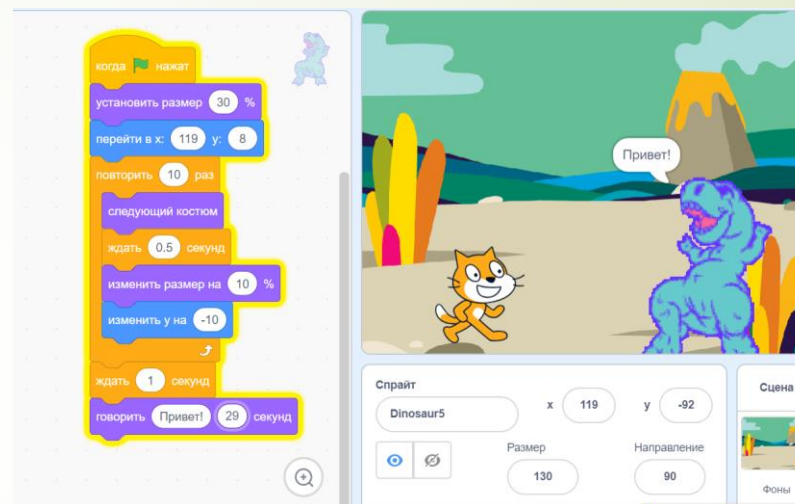 когда нажат
установить размер 30 %
перейти в x: 119 y: 8
повторить 10 раз
следующий костюм
ждать 0.5 секунд
изменить размер на 10 %
изменить y на -10
ждать 1 секунд
говорить Привет! 29 секунд
Привет!
Спрайт
Dinosaur5
x 119 y -92
Размер
Направление
130
90
Сцена
Фоны